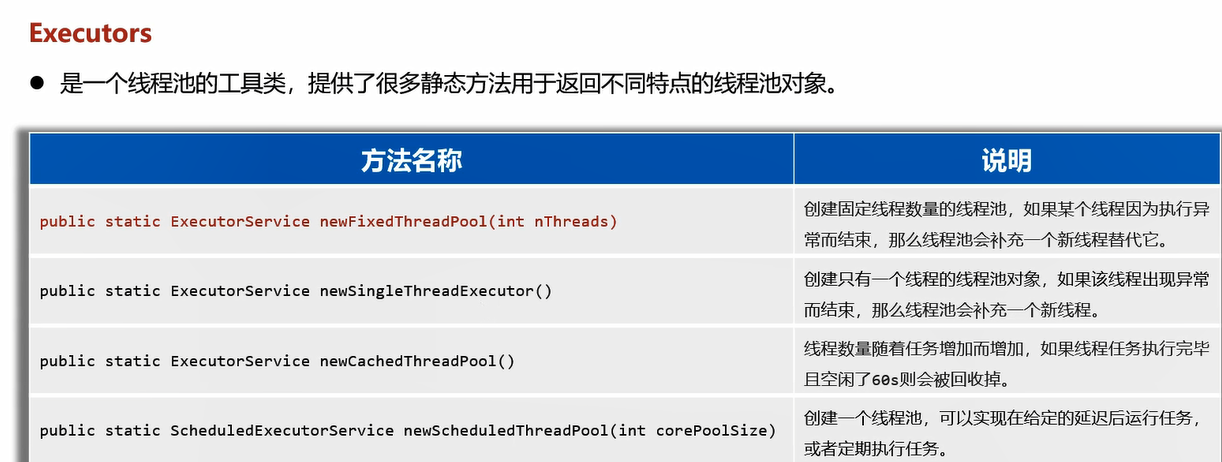 Executors
● 是一个线程池的工具类，提供了很多静态方法用于返回不同特点的线程池对象。
方法名称 说明
public static ExecutorService newFixedThreadPool(int nThreads)
创建固定线程数量的线程池，如果某个线程因为执行异
常而结束，那么线程池会补充一个新线程替代它。
public static ExecutorService newSingleThreadExecutor()
创建只有一个线程的线程池对象，如果该线程出现异常
而结束，那么线程池会补充一个新线程。
public static ExecutorService newCachedThreadPool()
线程数量随着任务增加而增加，如果线程任务执行完毕
且空闲了60s则会被回收掉。
public static ScheduledExecutorService newScheduledThreadPool(int corePoolSize)
创建一个线程池，可以实现在给定的延迟后运行任务，
或者定期执行任务。